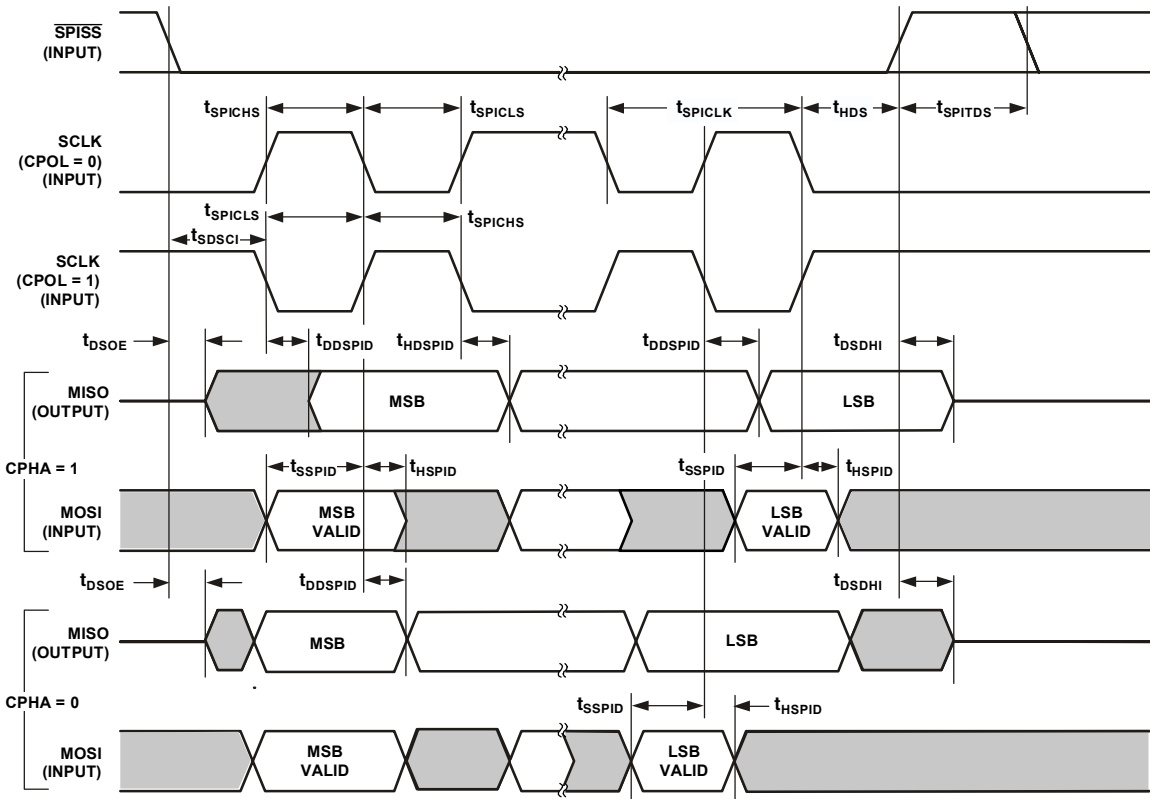 SPISS
(INPUT)
tSPICHS
tSPICLS
tSPICLK
tHDS
tSPITDS
SCLK
(CPOL = 0)
(INPUT)
tSPICLS
tSPICHS
tSDSCI
SCLK
(CPOL = 1)
(INPUT)
tDSOE
tDDSPID
tHDSPID
tDDSPID
tDSDHI
MISO
(OUTPUT)
MSB
LSB
CPHA = 1
tSSPID
tHSPID
tSSPID
tHSPID
MOSI
(INPUT)
MSB
VALID
LSB
VALID
tDSOE
tDDSPID
tDSDHI
MISO
(OUTPUT)
MSB
LSB
CPHA = 0
tSSPID
tHSPID
MOSI
(INPUT)
MSB
VALID
LSB
VALID